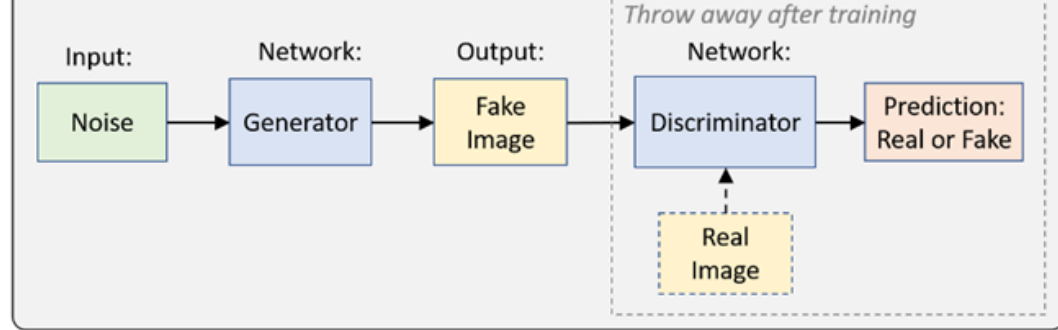 Throw away after training
Input:
Network:
Output:
Network:
Noise
Generator
Fake
Image
Discriminator
Prediction:
Real or Fake
Real
Image